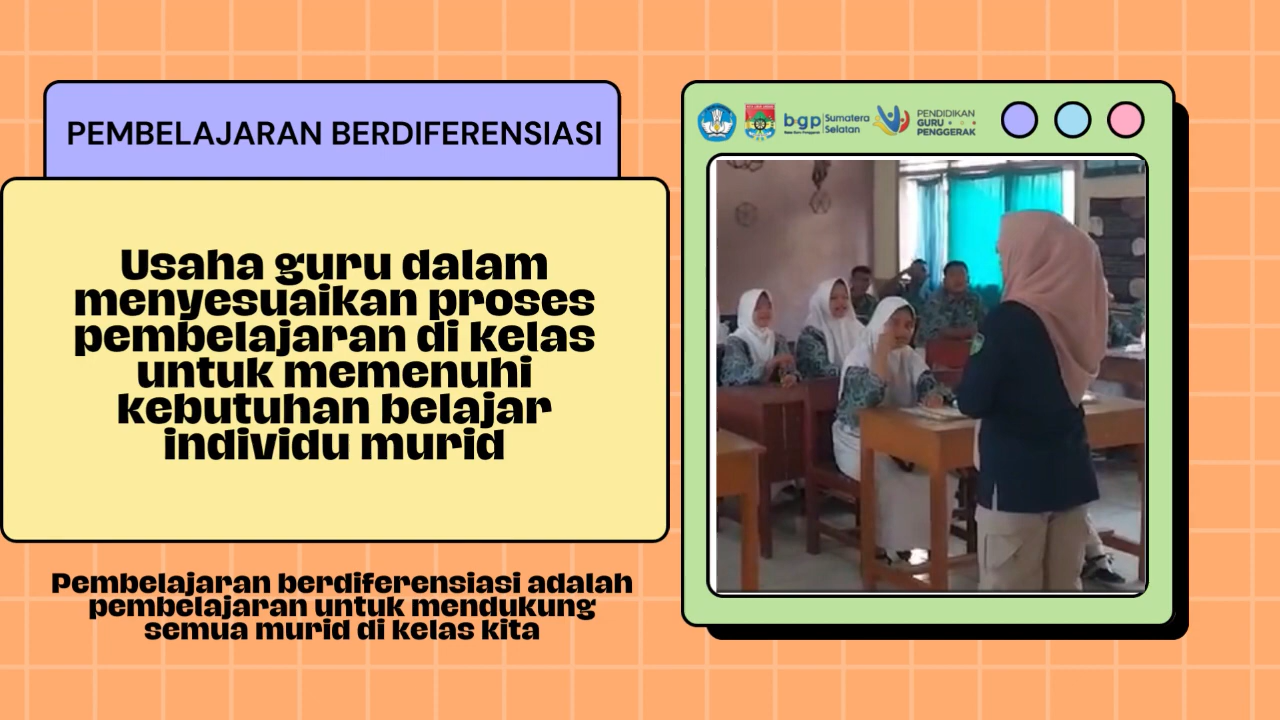 PEMBELAJARAN BERDIFERENSIASI
Usaha guru dalam
menyesuaikan proses
pembelajaran di kelas
untuk memenuhi
kebutuhan belajar
individu murid
Pembelajaran berdiferensiasi adalah
pembelajaran untuk mendukung
semua murid di kelas kita
bgp Sumatera
Selatan
PENDIDIKAN
GURU
PENGGERAK